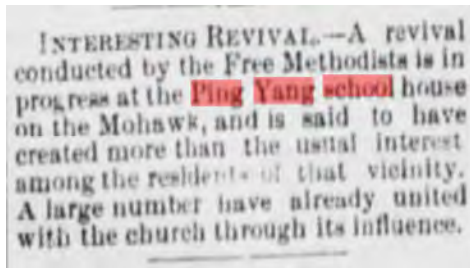 INTERESTING REVIVAL.—A revival
conducted by the Free Methodists is in
progress at the Ping Yang school house
on the Mohawk, and is said to have
created more than the usual interest
among the residents of that vicinity.
A large number have already united
with the church through its influence.